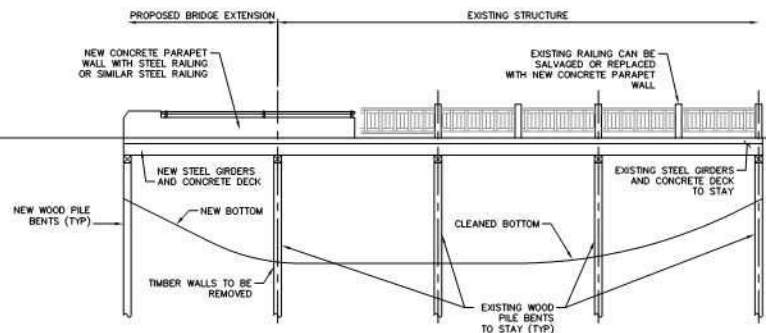 PROPOSED BRIDGE EXTENSION
EXISTING STRUCTURE
NEW CONCRETE PARAPET
WALL WITH STEEL RAILING
OR SIMILAR STEEL RAILING
EXISTING RAILING CAN BE
SALVAGED OR REPLACED
WITH NEW CONCRETE PARAPET
WALL
NEW STEEL GIRDERS
AND CONCRETE DECK
EXISTING STEEL GIRDERS
AND CONCRETE DECK
TO STAY
NEW WOOD PILE
BENTS (TYP)
NEW BOTTOM
CLEANED BOTTOM
TIMBER WALLS TO BE
REMOVED
EXISTING WOOD
PILE BENTS
TO STAY (TYP)